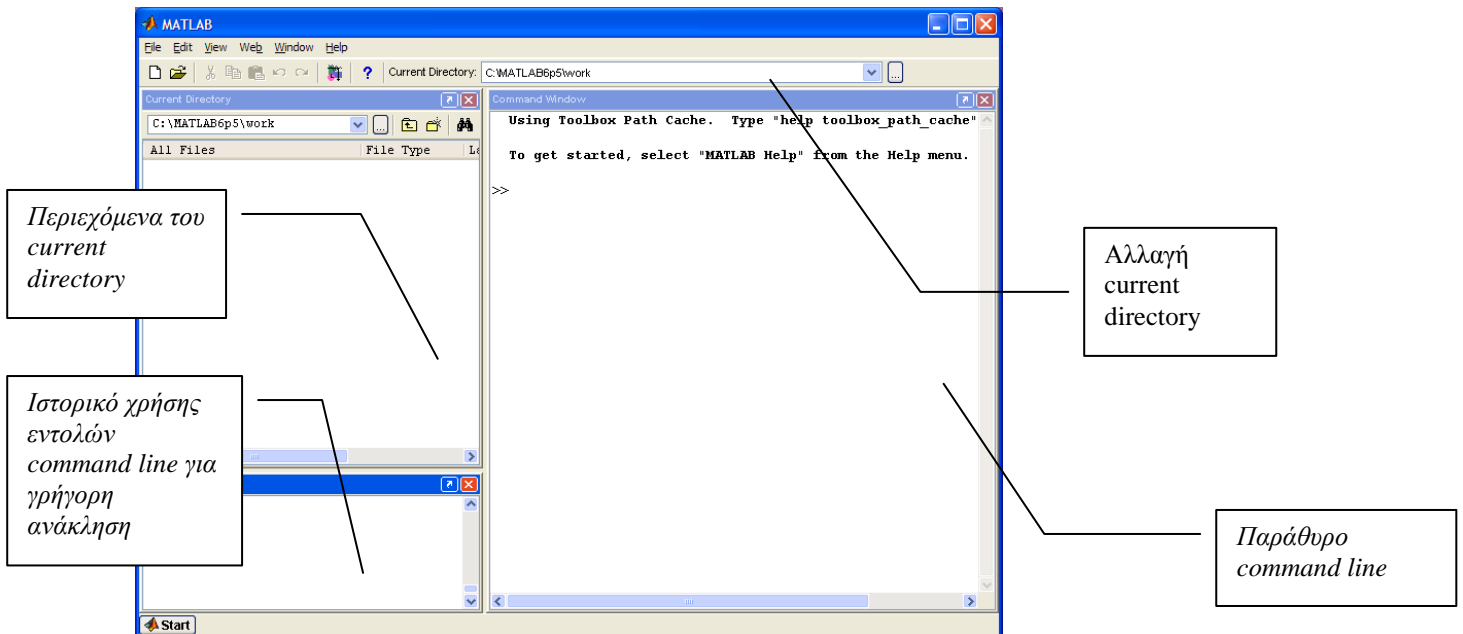 MATLAB
File Edit View Web Window Help
? Current Directory: C:\MATLAB6p5\work ...
Current Directory
C:\MATLAB6p5\work ...
All Files File Type La
Command Window
Using Toolbox Path Cache. Type "help toolbox_path_cache"
To get started, select "MATLAB Help" from the Help menu.
>>
Περιεχόμενα του
current
directory
Ιστορικό χρήσης
εντολών
command line για
γρήγορη
ανάκληση
Αλλαγή
current
directory
Παράθυρο
command line
Start